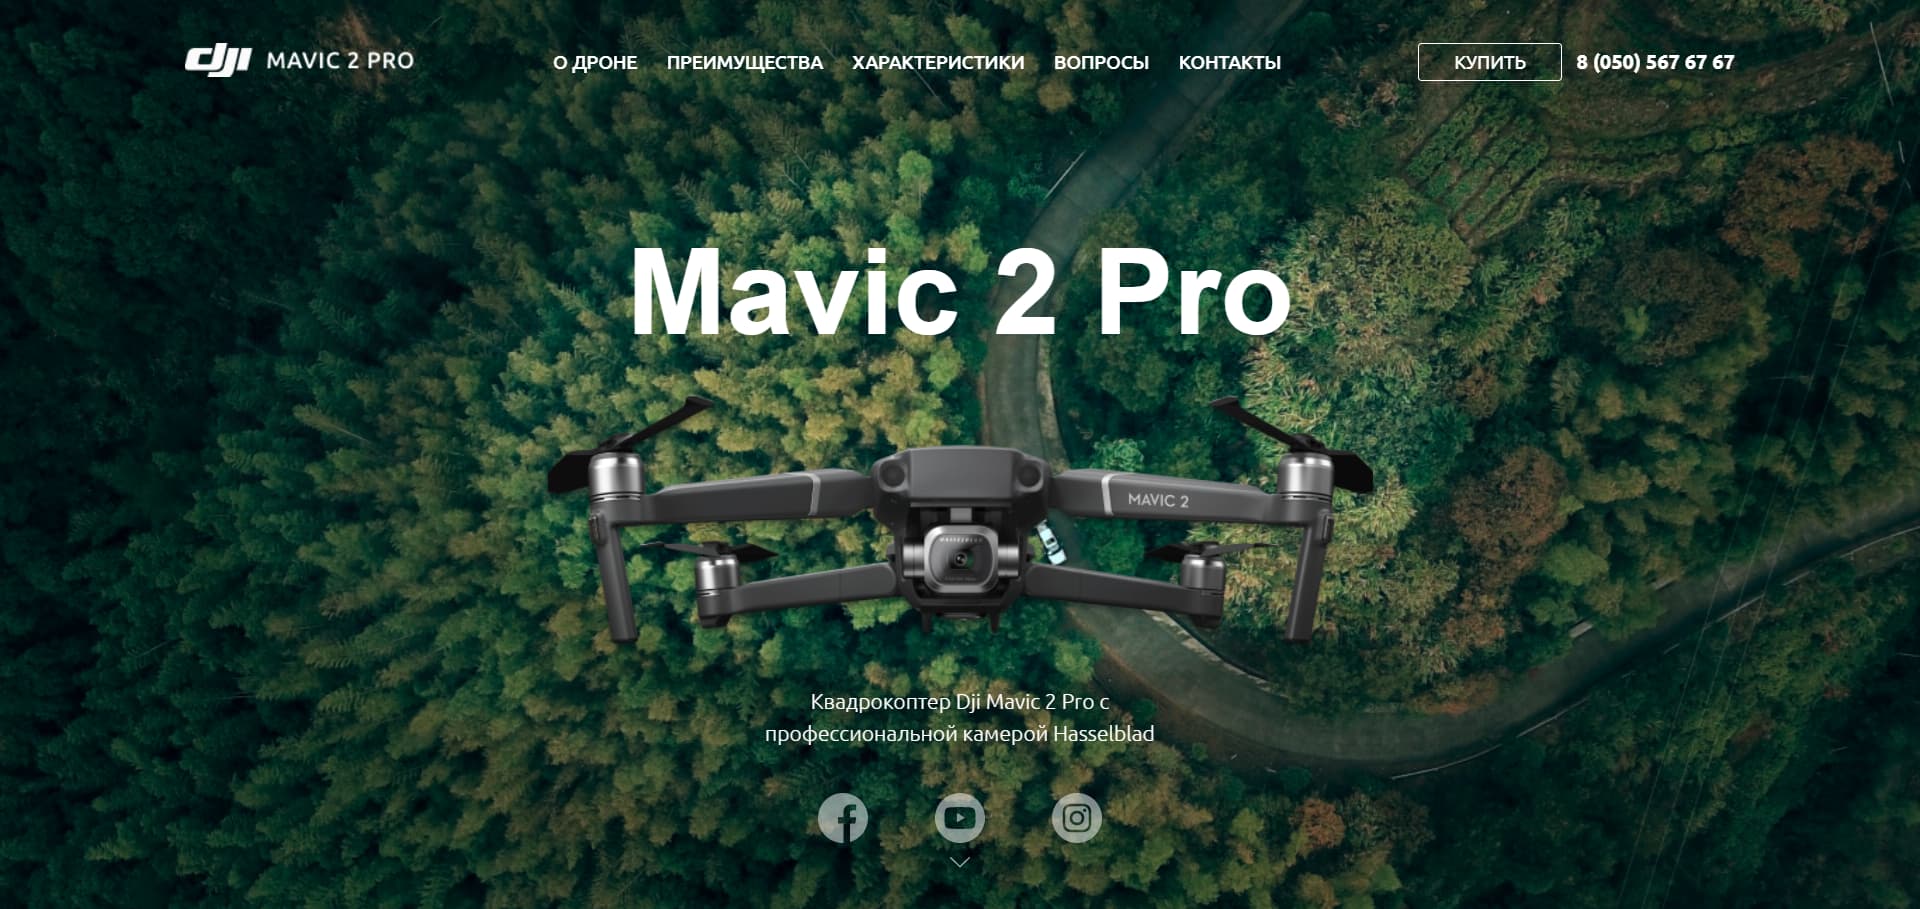 dji MAVIC 2 PRO
О ДРОНЕ ПРЕИМУЩЕСТВА ХАРАКТЕРИСТИКИ ВОПРОСЫ КОНТАКТЫ
КУПИТЬ 8 (050) 567 67 67
Mavic 2 Pro
MAVIC 2
HASSELBLAD
Квадрокоптер Dji Mavic 2 Pro с
профессиональной камерой Hasselblad